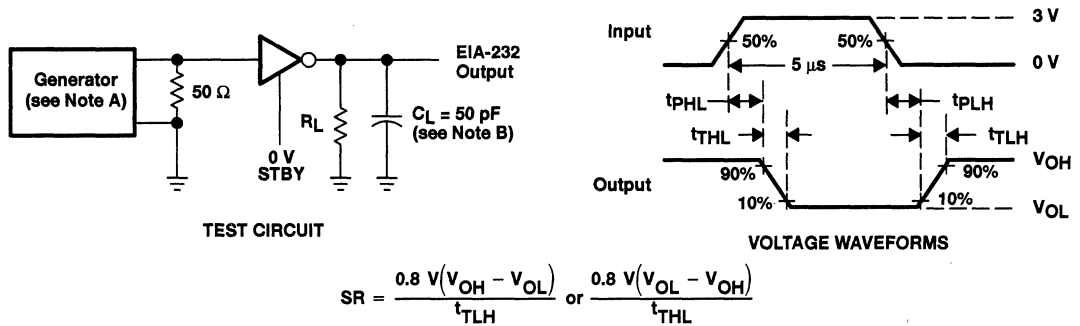 Generator
(see Note A)
50 Ω
0 V
STBY
RL
CL = 50 pF
(see Note B)
EIA-232
Output
TEST CIRCUIT
Input
50%
50%
3 V
0 V
5 μs
tPHL
tPLH
tTHL
tTLH
Output
90%
10%
90%
10%
VOH
VOL
VOLTAGE WAVEFORMS
SR = 0.8 V(VOH − VOL) / tTLH or 0.8 V(VOL − VOH) / tTHL